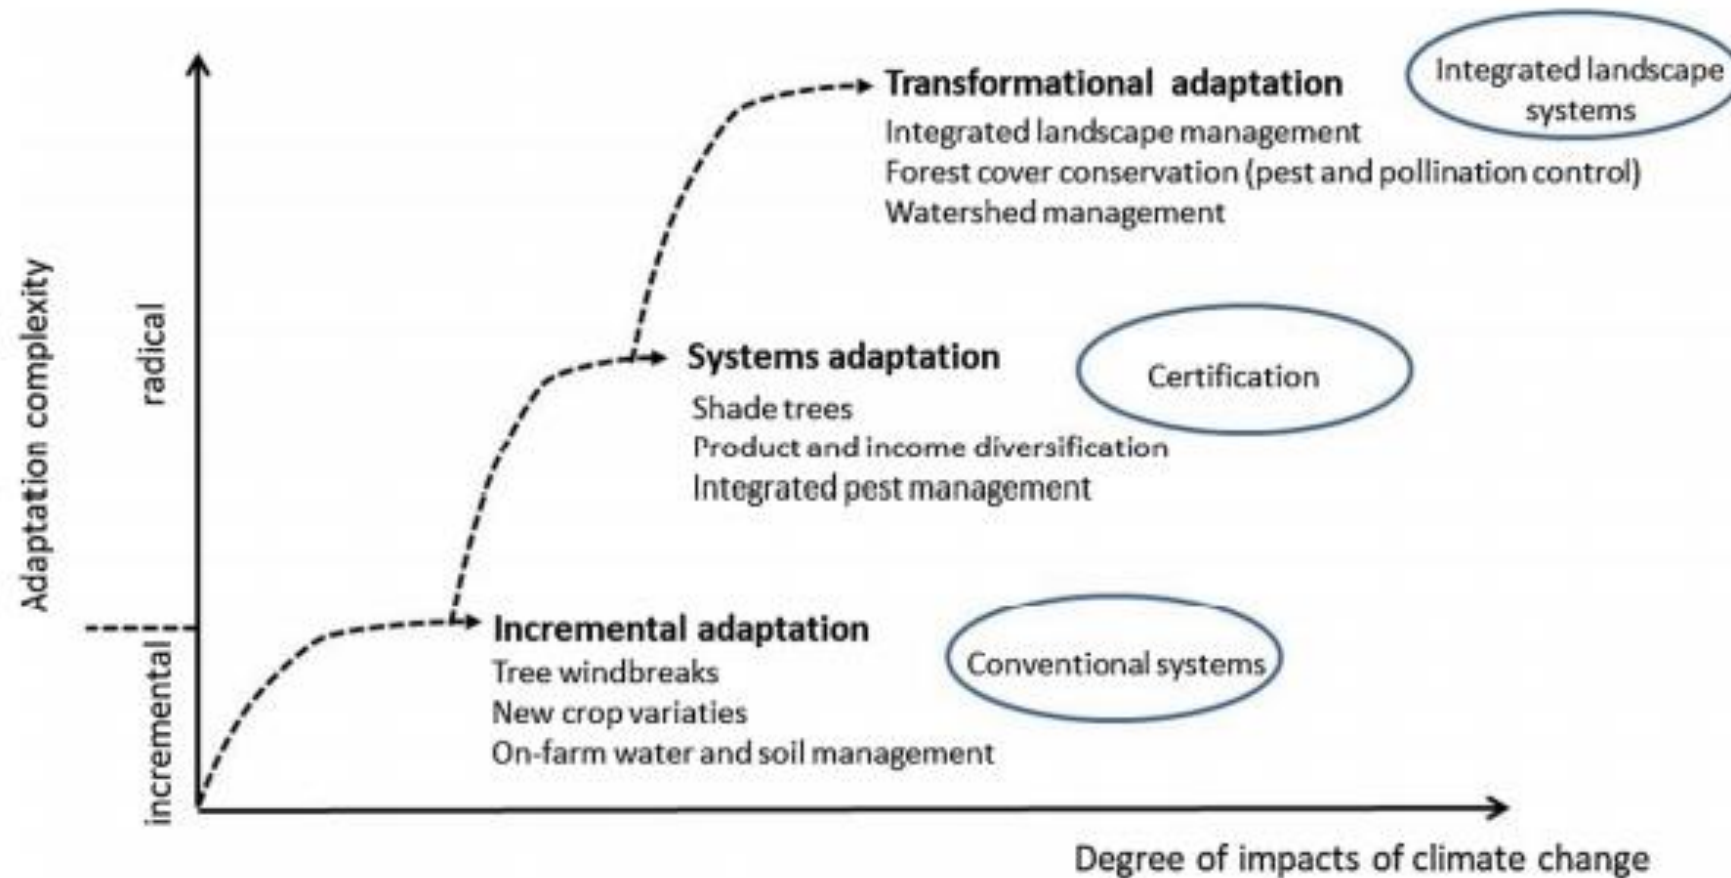 Transformational adaptation
Integrated landscape management
Forest cover conservation (pest and pollination control)
Watershed management
Integrated landscape
systems
Systems adaptation
Shade trees
Product and income diversification
Integrated pest management
Certification
Incremental adaptation
Tree windbreaks
New crop variaties
On-farm water and soil management
Conventional systems
Adaptation complexity
radical
incremental
Degree of impacts of climate change